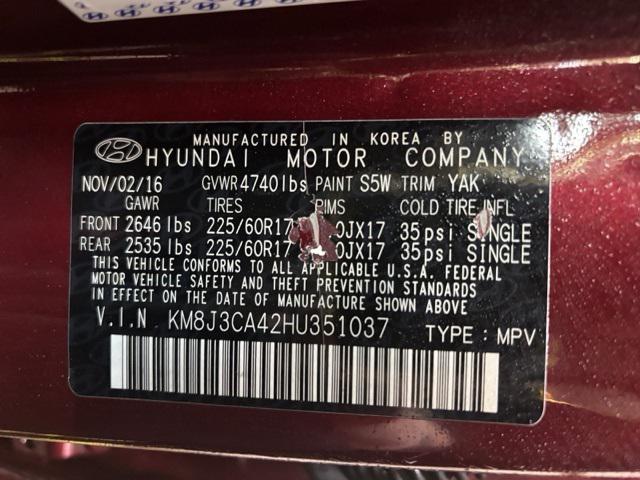 MANUFACTURED IN KOREA BY
HYUNDAI MOTOR COMPANY
NOV/02/16 GVWR 4740lbs PAINT S5W TRIM YAK
GAWR TIRES RIMS COLD TIRE INFL
FRONT 2646lbs 225/60R17 0JX17 35psi SINGLE
REAR 2535lbs 225/60R17 0JX17 35psi SINGLE
THIS VEHICLE CONFORMS TO ALL APPLICABLE U.S.A. FEDERAL
MOTOR VEHICLE SAFETY BUMPER AND THEFT PREVENTION STANDARDS
IN EFFECT ON THE DATE OF MANUFACTURE SHOWN ABOVE
V.I.N KM8J3CA42HU351037 TYPE : MPV